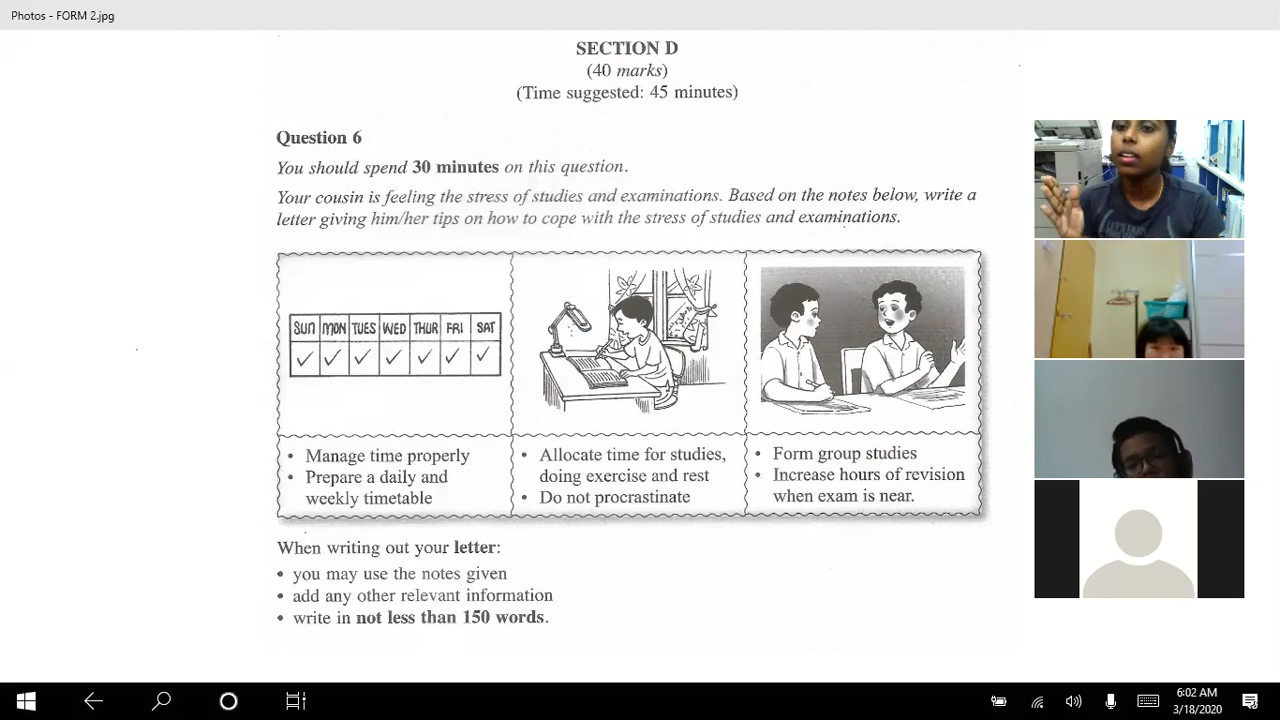 Photos - FORM 2.jpg
SECTION D
(40 marks)
(Time suggested: 45 minutes)
Question 6
You should spend 30 minutes on this question.
Your cousin is feeling the stress of studies and examinations. Based on the notes below, write a
letter giving him/her tips on how to cope with the stress of studies and examinations.
SUN MON TUES WED THUR FRI SAT
• Manage time properly
• Prepare a daily and
weekly timetable
• Allocate time for studies,
doing exercise and rest
• Do not procrastinate
• Form group studies
• Increase hours of revision
when exam is near.
When writing out your letter:
• you may use the notes given
• add any other relevant information
• write in not less than 150 words.
6:02 AM
3/18/2020